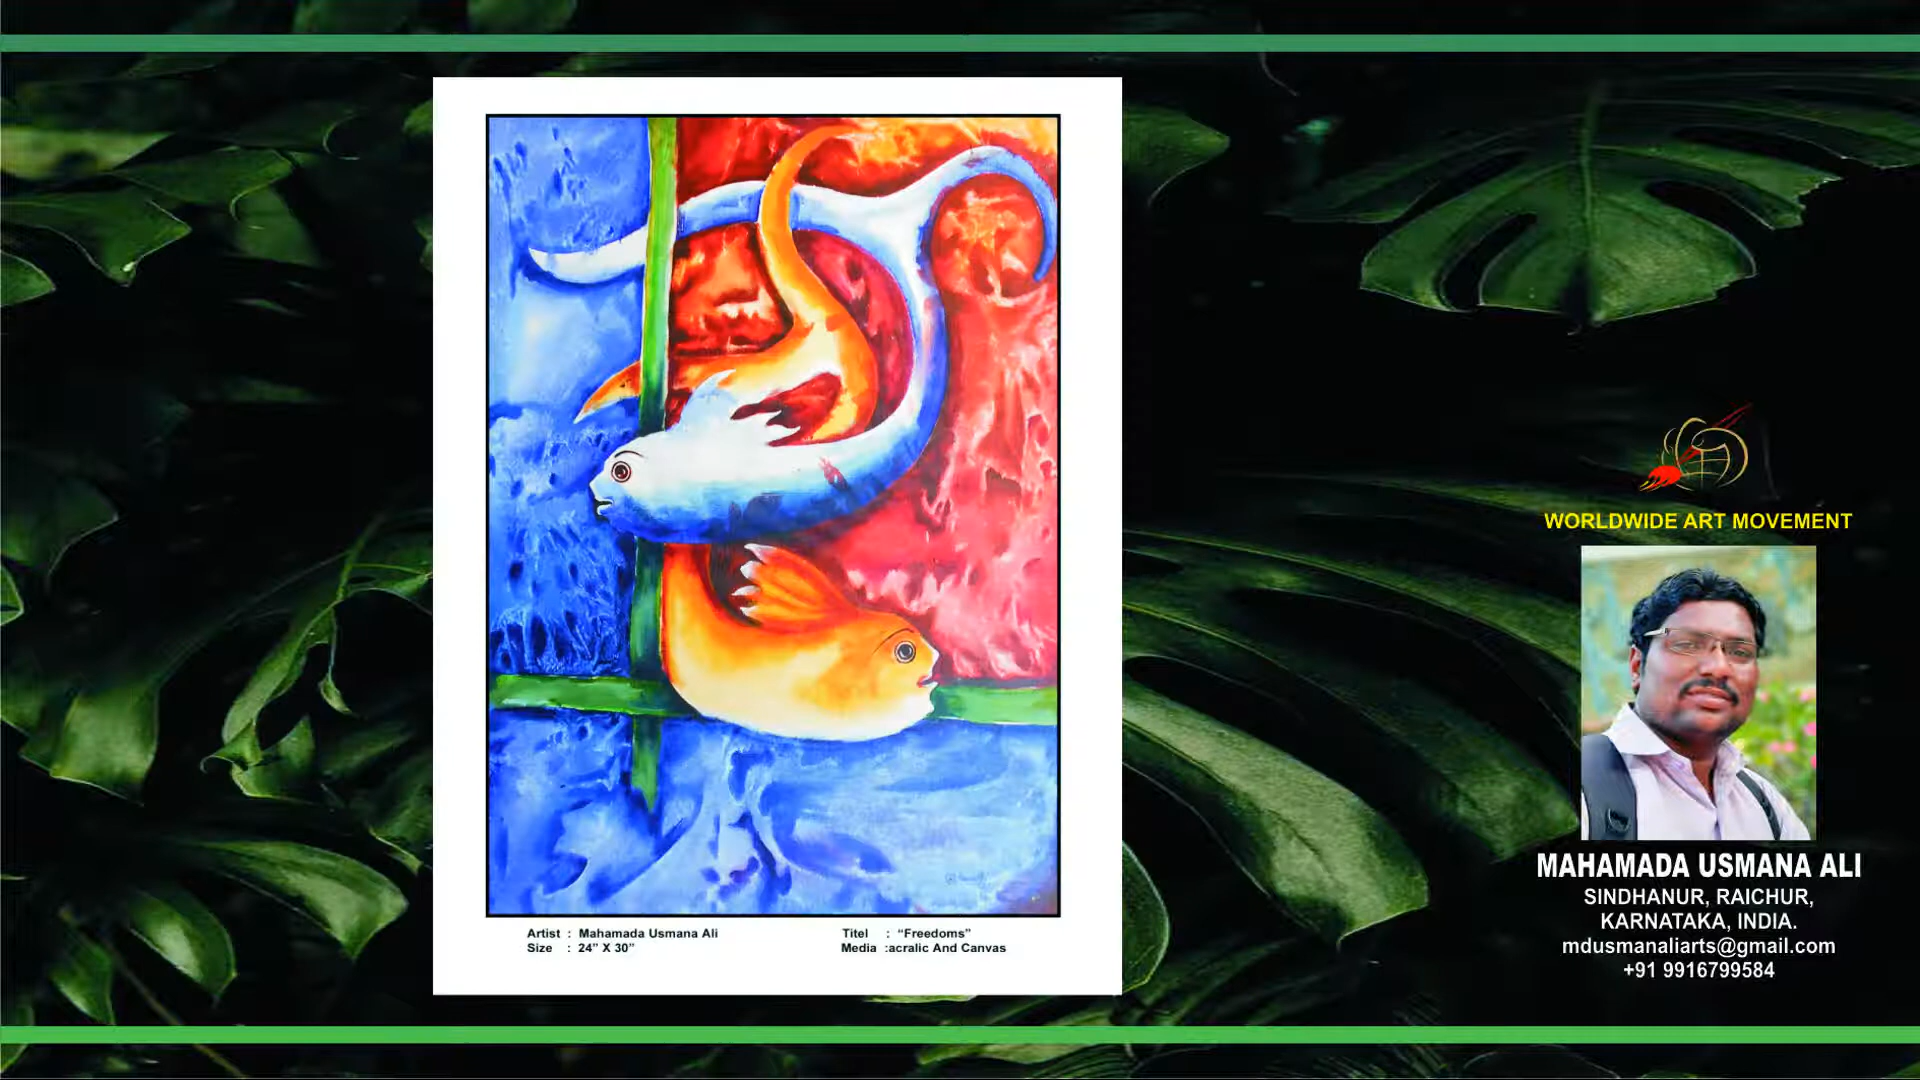 Artist : Mahamada Usmana Ali
Size : 24” X 30”
Titel : “Freedoms”
Media :acralic And Canvas
WORLDWIDE ART MOVEMENT
MAHAMADA USMANA ALI
SINDHANUR, RAICHUR,
KARNATAKA, INDIA.
mdusmanaliarts@gmail.com
+91 9916799584